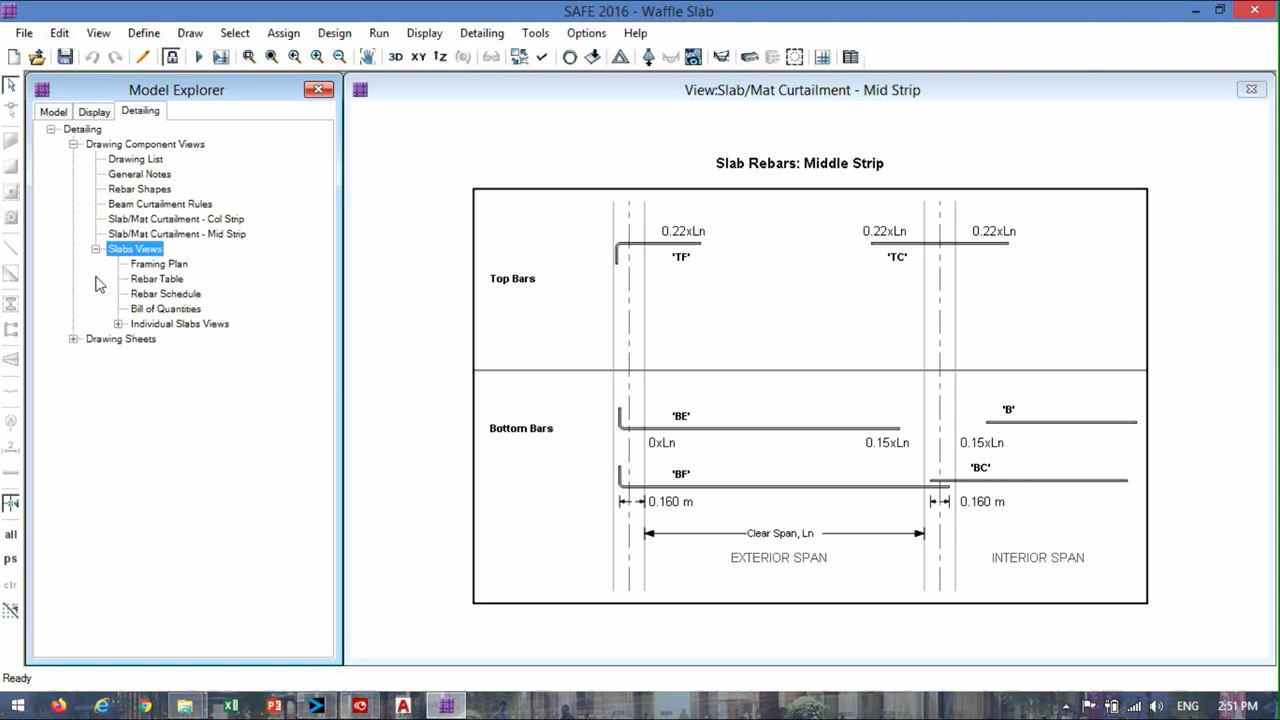 SAFE 2016 - Waffle Slab
File Edit View Define Draw Select Assign Design Run Display Detailing Tools Options Help
3D XY
Model Explorer
Model Display Detailing
Detailing
Drawing Component Views
Drawing List
General Notes
Rebar Shapes
Beam Curtailment Rules
Slab/Mat Curtailment - Col Strip
Slab/Mat Curtailment - Mid Strip
Slabs Views
Framing Plan
Rebar Table
Rebar Schedule
Bill of Quantities
Individual Slabs Views
Drawing Sheets
all
ps
clr
View:Slab/Mat Curtailment - Mid Strip
Slab Rebars: Middle Strip
0.22xLn 0.22xLn 0.22xLn
'TF' 'TC'
Top Bars
'BE' 'B'
Bottom Bars
0xLn 0.15xLn 0.15xLn
'BF' 'BC'
0.160 m 0.160 m
Clear Span, Ln
EXTERIOR SPAN INTERIOR SPAN
Ready
ENG 2:51 PM